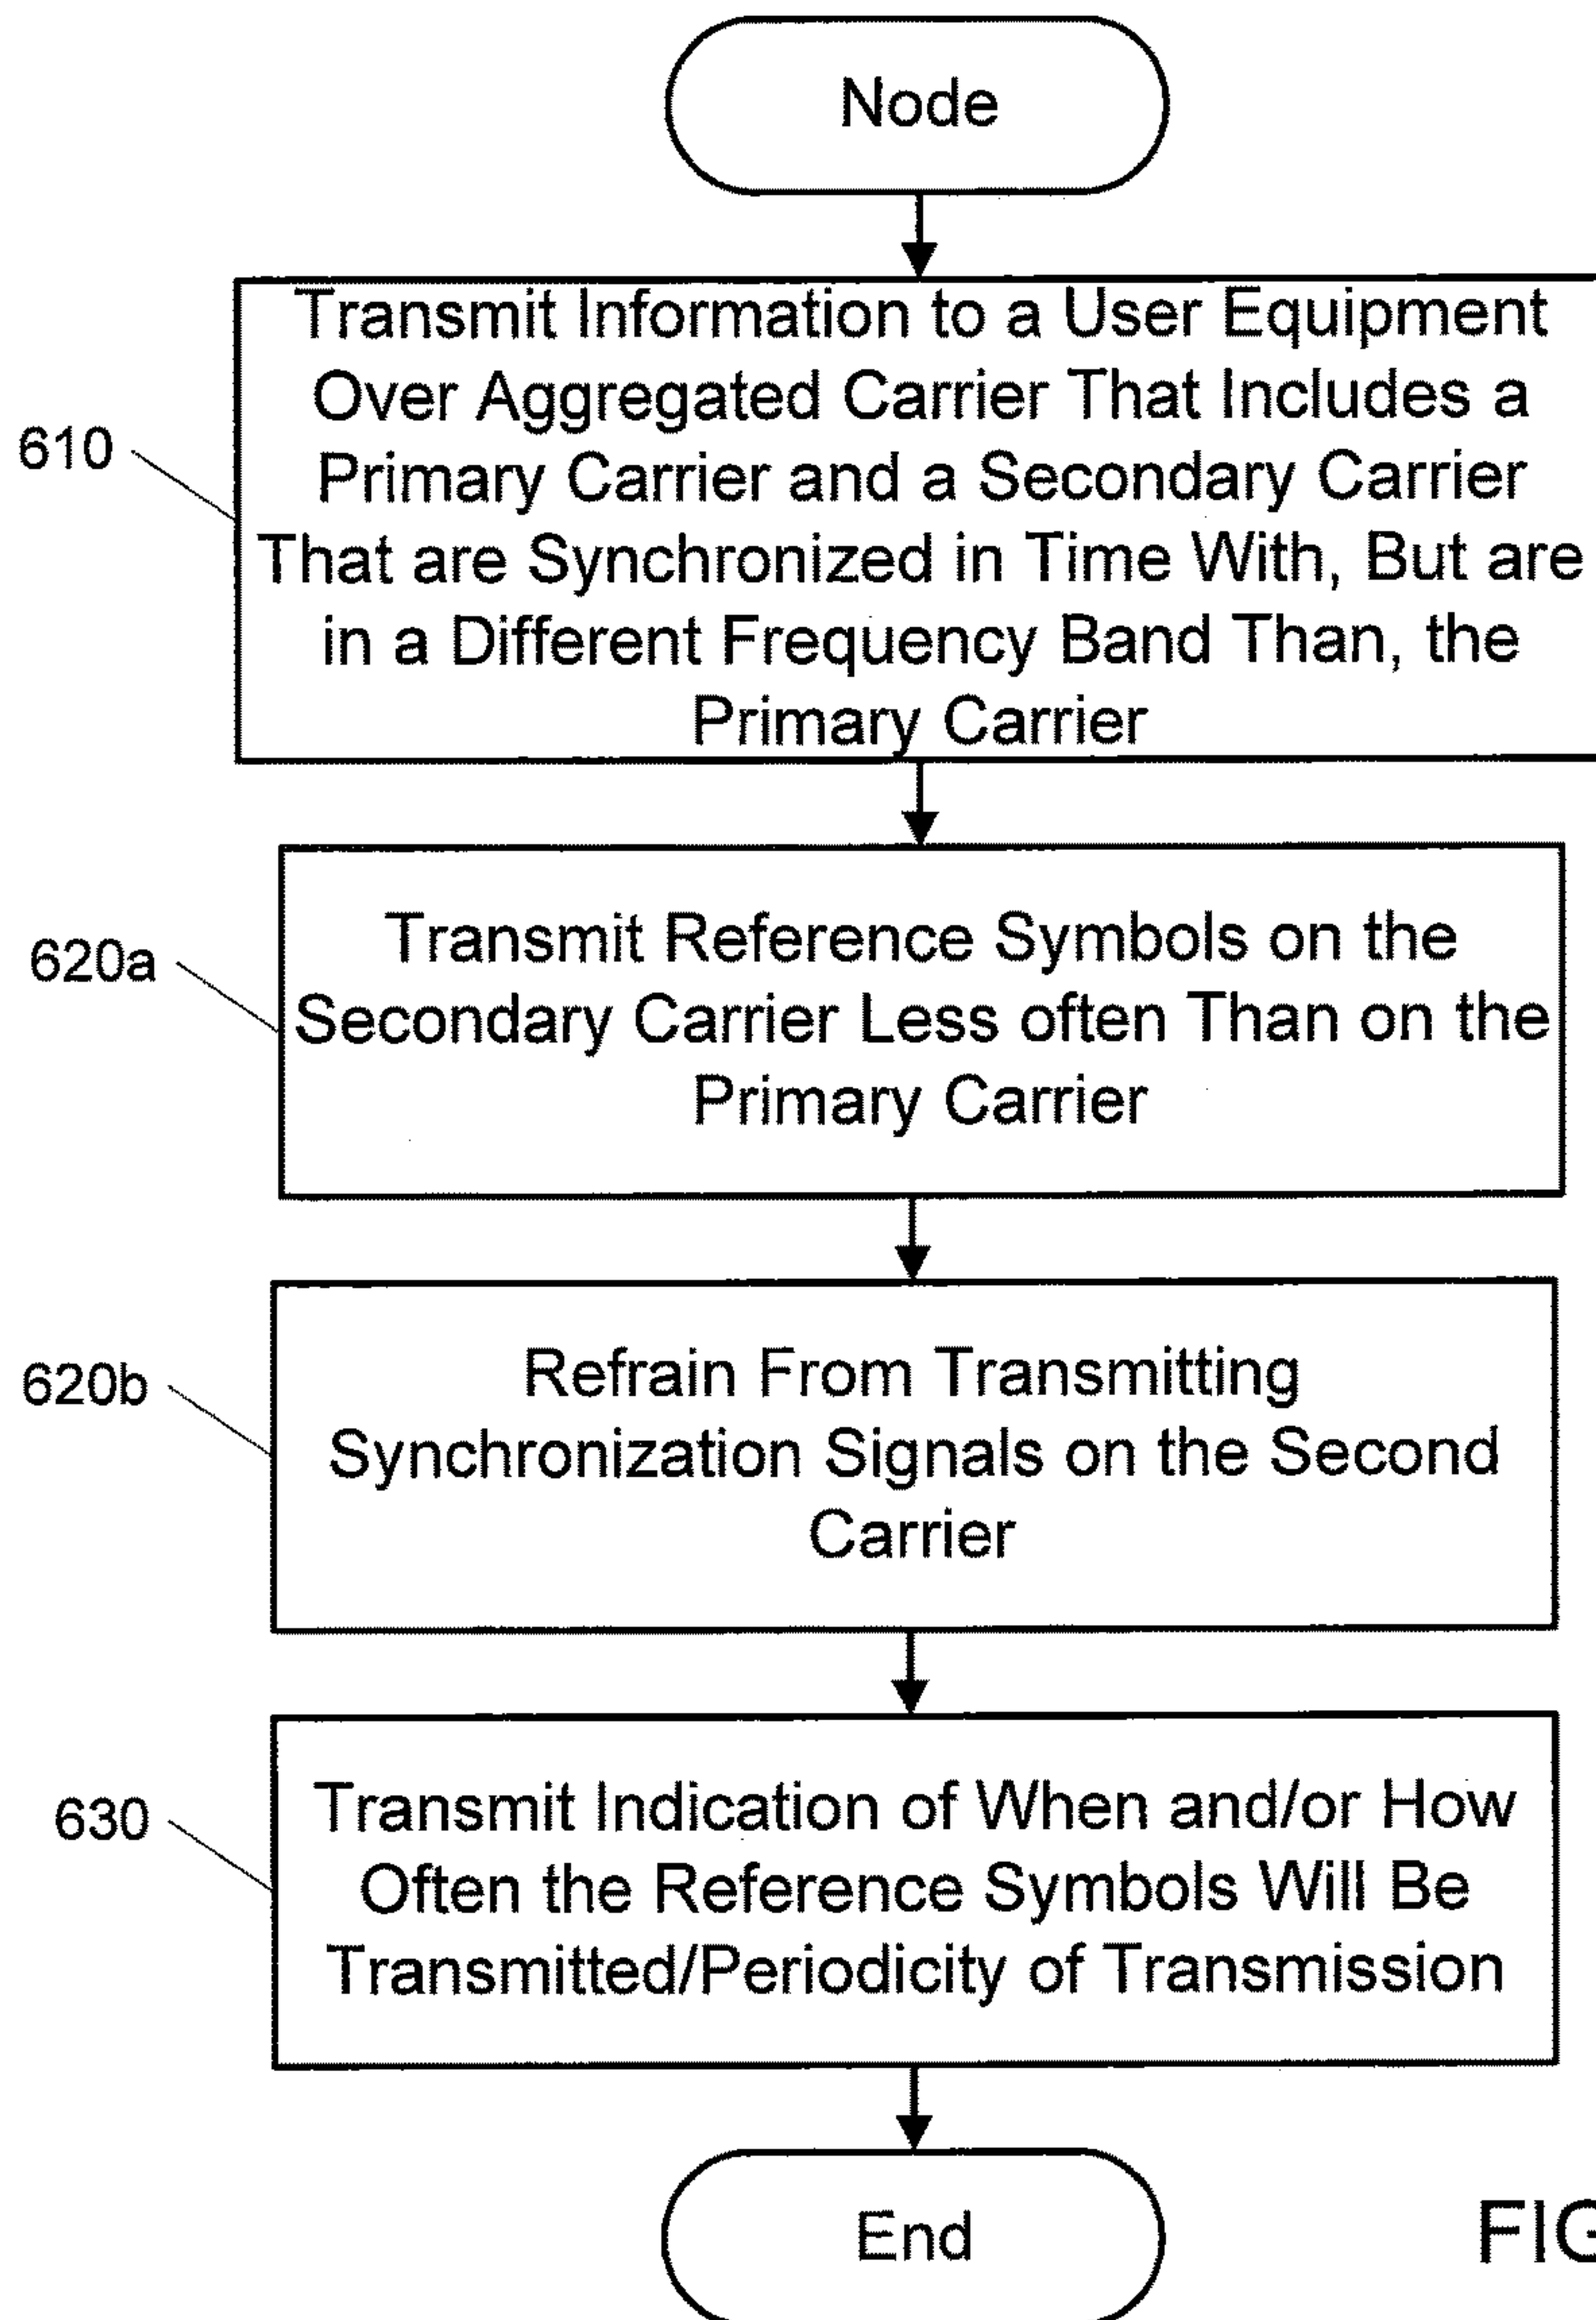 Node
610
Transmit Information to a User Equipment
Over Aggregated Carrier That Includes a
Primary Carrier and a Secondary Carrier
That are Synchronized in Time With, But are
in a Different Frequency Band Than, the
Primary Carrier
620a
Transmit Reference Symbols on the
Secondary Carrier Less often Than on the
Primary Carrier
620b
Refrain From Transmitting
Synchronization Signals on the Second
Carrier
630
Transmit Indication of When and/or How
Often the Reference Symbols Will Be
Transmitted/Periodicity of Transmission
End